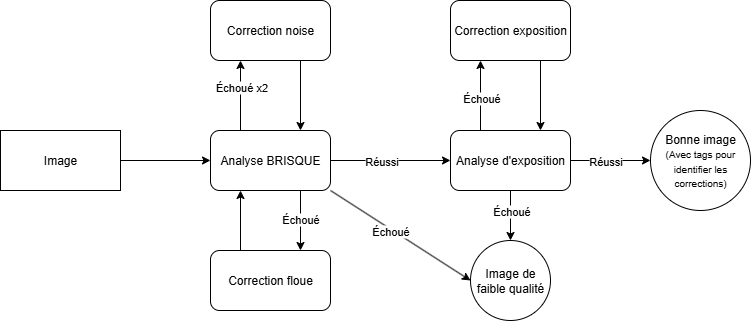 Correction noise
Correction exposition
Échoué x2
Échoué
Image
Analyse BRISQUE
Réussi
Analyse d'exposition
Réussi
Bonne image
(Avec tags pour
identifier les
corrections)
Échoué
Échoué
Échoué
Correction floue
Image de
faible qualité